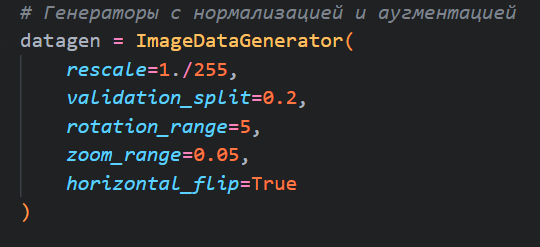 # Генераторы с нормализацией и аугментацией
datagen = ImageDataGenerator(
    rescale=1./255,
    validation_split=0.2,
    rotation_range=5,
    zoom_range=0.05,
    horizontal_flip=True
)